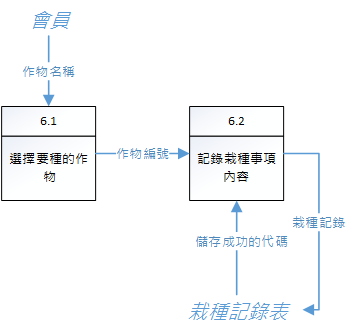 會員
作物名稱
6.1
選擇要種的作
物
作物編號
6.2
記錄栽種事項
內容
栽種記錄
儲存成功的代碼
栽種記錄表